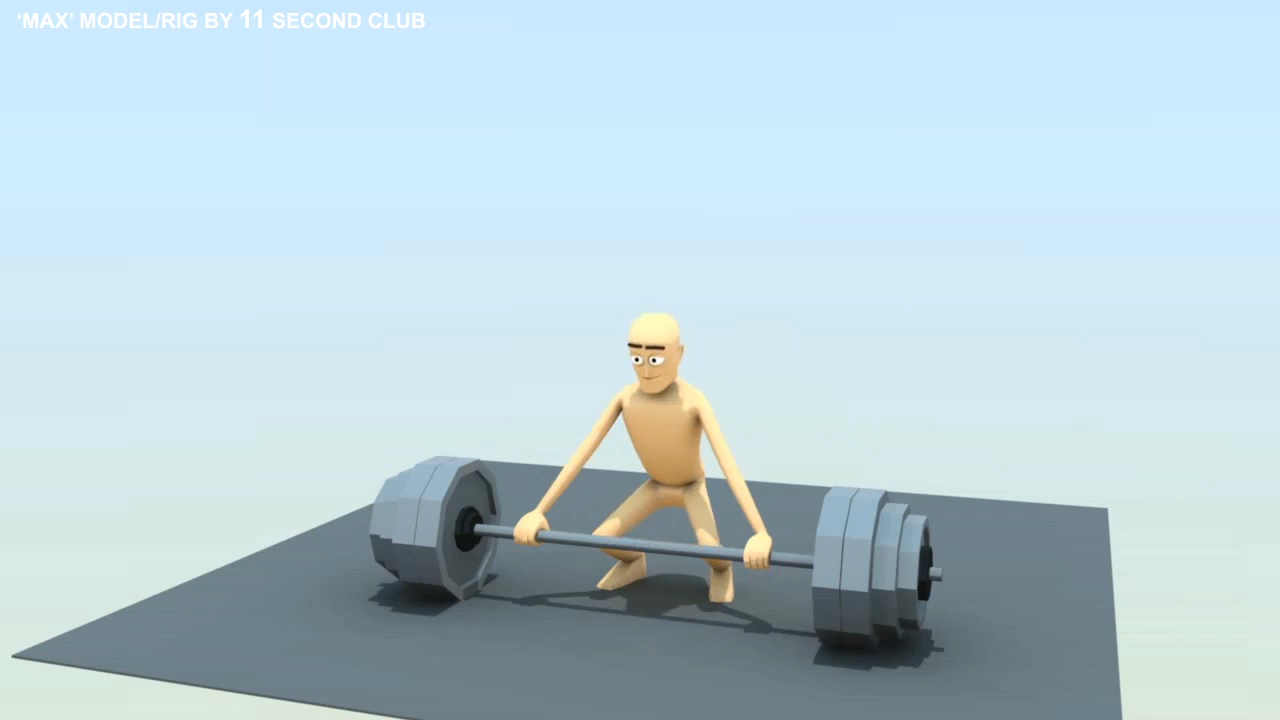 ‘MAX’ MODEL/RIG BY 11 SECOND CLUB